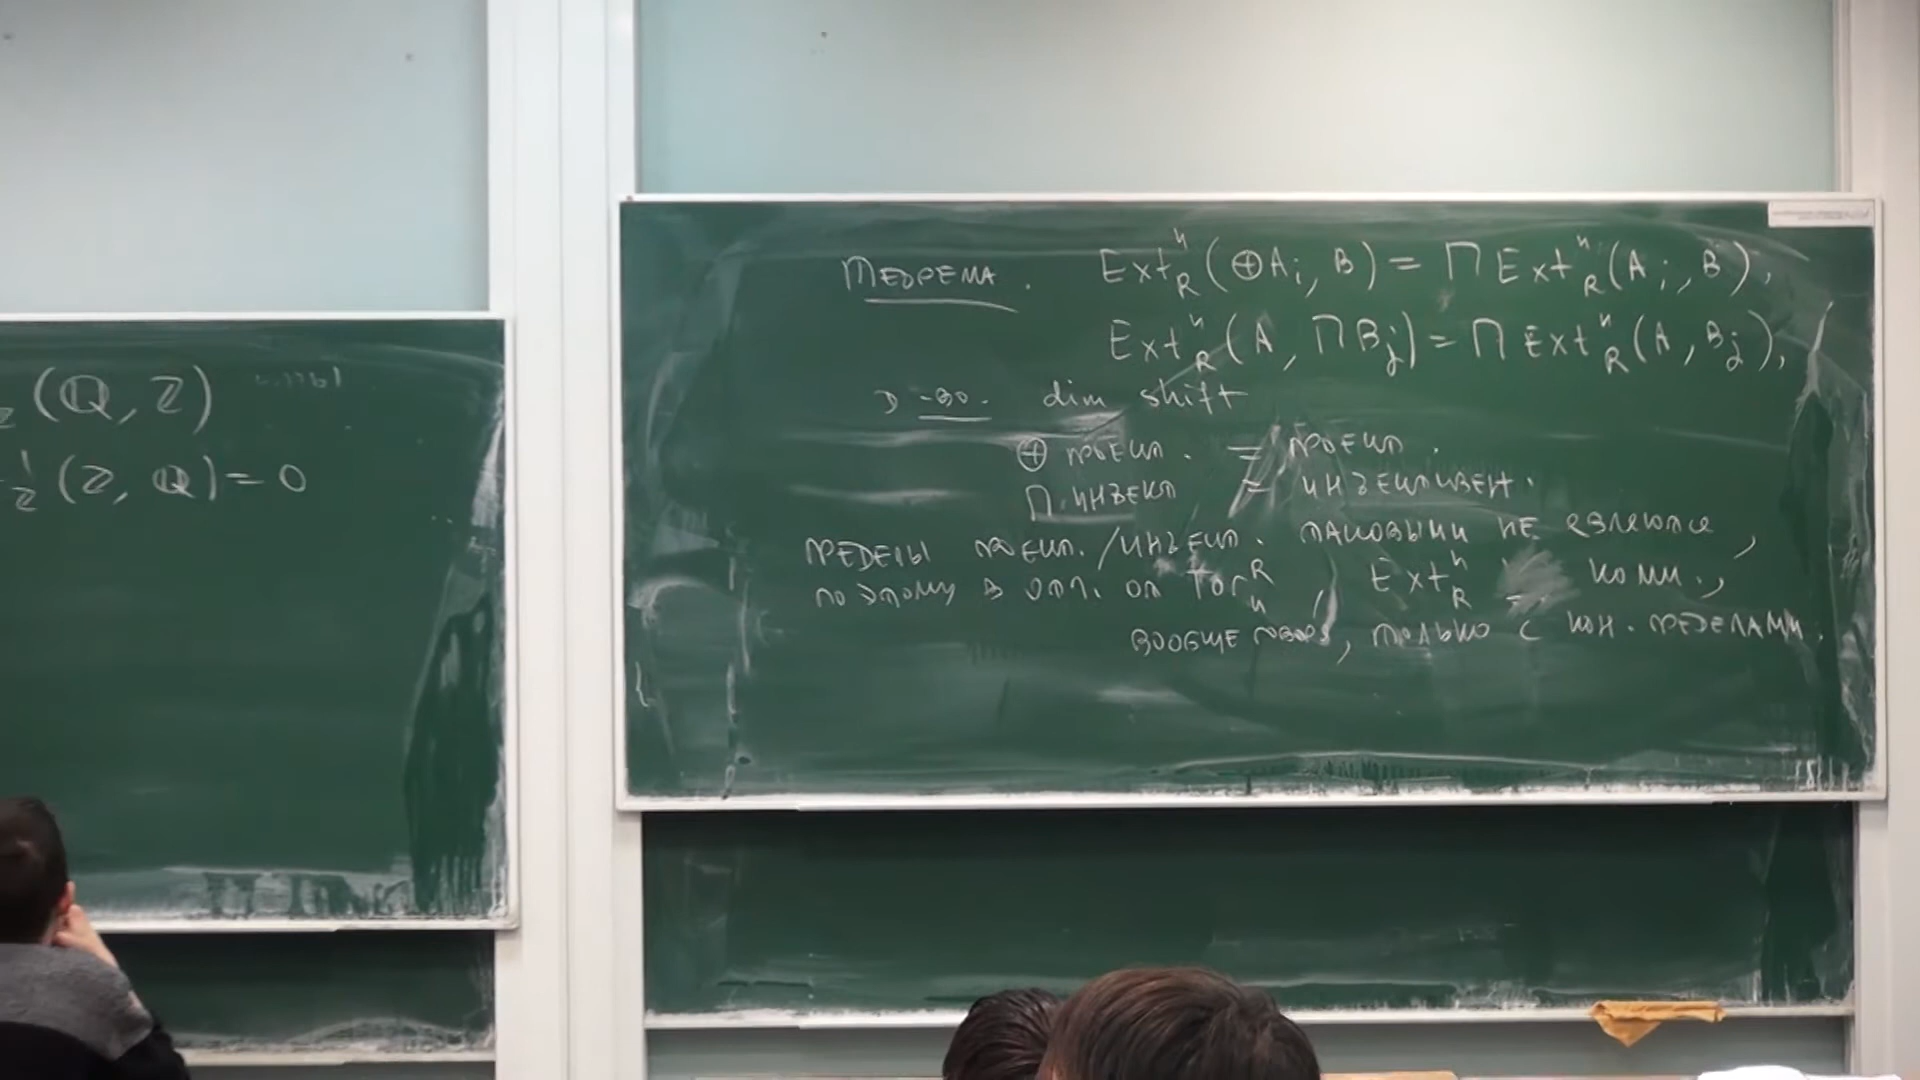 (Q, Z)
(Z, Q) = 0
Теорема. Ext^n_R(⊕A_i, B) = ΠExt^n_R(A_i, B),
Ext^n_R(A, ΠB_j) = Π Ext^n_R(A, B_j),
Д-во. dim shift
⊕ проект. = проект.
Π инъект = инъективен.
пределы проект./инъект. таковыми не являются,
поэтому в отл. от Tor^R_n, Ext^n_R комм.,
вообще говоря, только с кон. пределами.